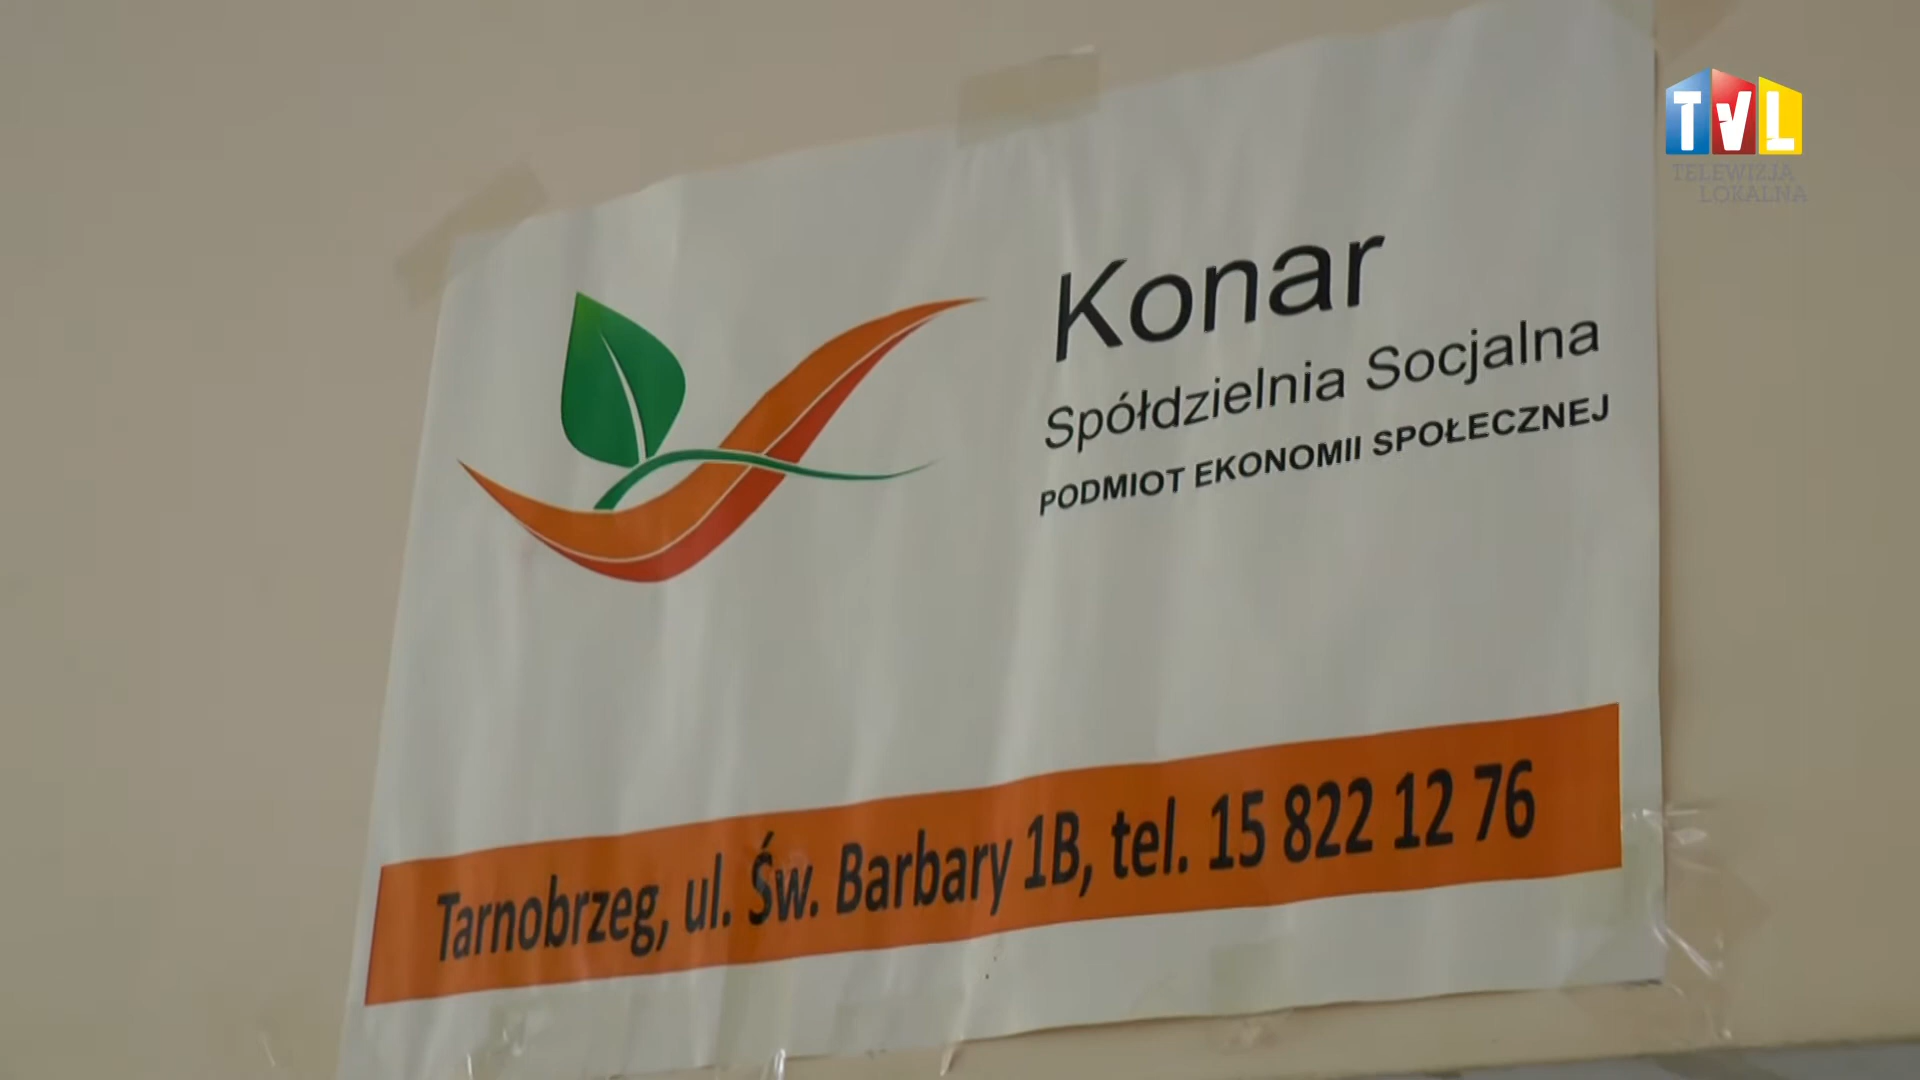 TVL
TELEWIZJA
LOKALNA
Konar
Spółdzielnia Socjalna
PODMIOT EKONOMII SPOŁECZNEJ
Tarnobrzeg, ul. Św. Barbary 1B, tel. 15 822 12 76